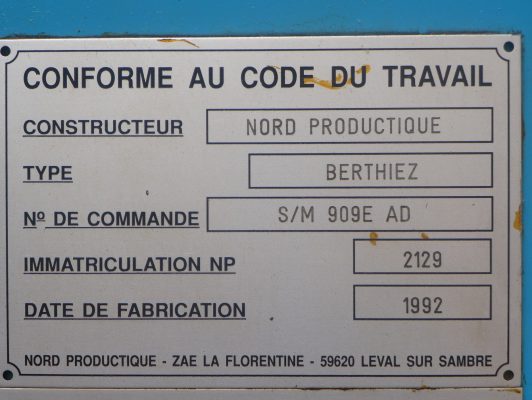 CONFORME AU CODE DU TRAVAIL
CONSTRUCTEUR NORD PRODUCTIQUE
TYPE BERTHIEZ
Nº DE COMMANDE S/M 909E AD
IMMATRICULATION NP 2129
DATE DE FABRICATION 1992
NORD PRODUCTIQUE - ZAE LA FLORENTINE - 59620 LEVAL SUR SAMBRE